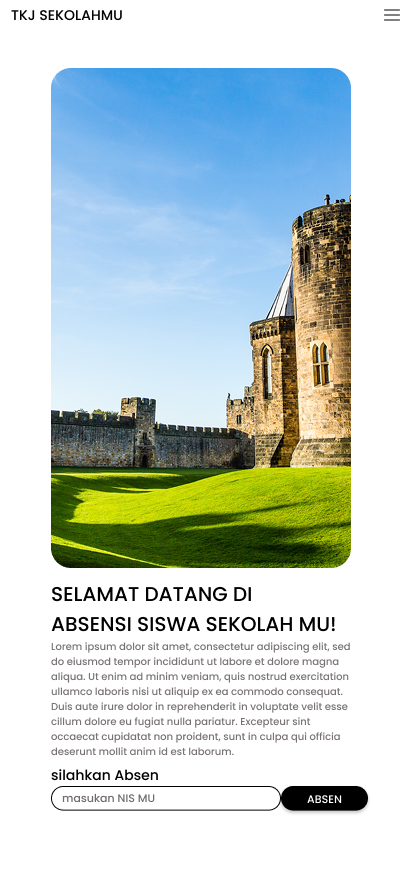 TKJ SEKOLAHMU
SELAMAT DATANG DI
ABSENSI SISWA SEKOLAH MU!
Lorem ipsum dolor sit amet, consectetur adipiscing elit, sed
do eiusmod tempor incididunt ut labore et dolore magna
aliqua. Ut enim ad minim veniam, quis nostrud exercitation
ullamco laboris nisi ut aliquip ex ea commodo consequat.
Duis aute irure dolor in reprehenderit in voluptate velit esse
cillum dolore eu fugiat nulla pariatur. Excepteur sint
occaecat cupidatat non proident, sunt in culpa qui officia
deserunt mollit anim id est laborum.
silahkan Absen
masukan NIS MU
ABSEN